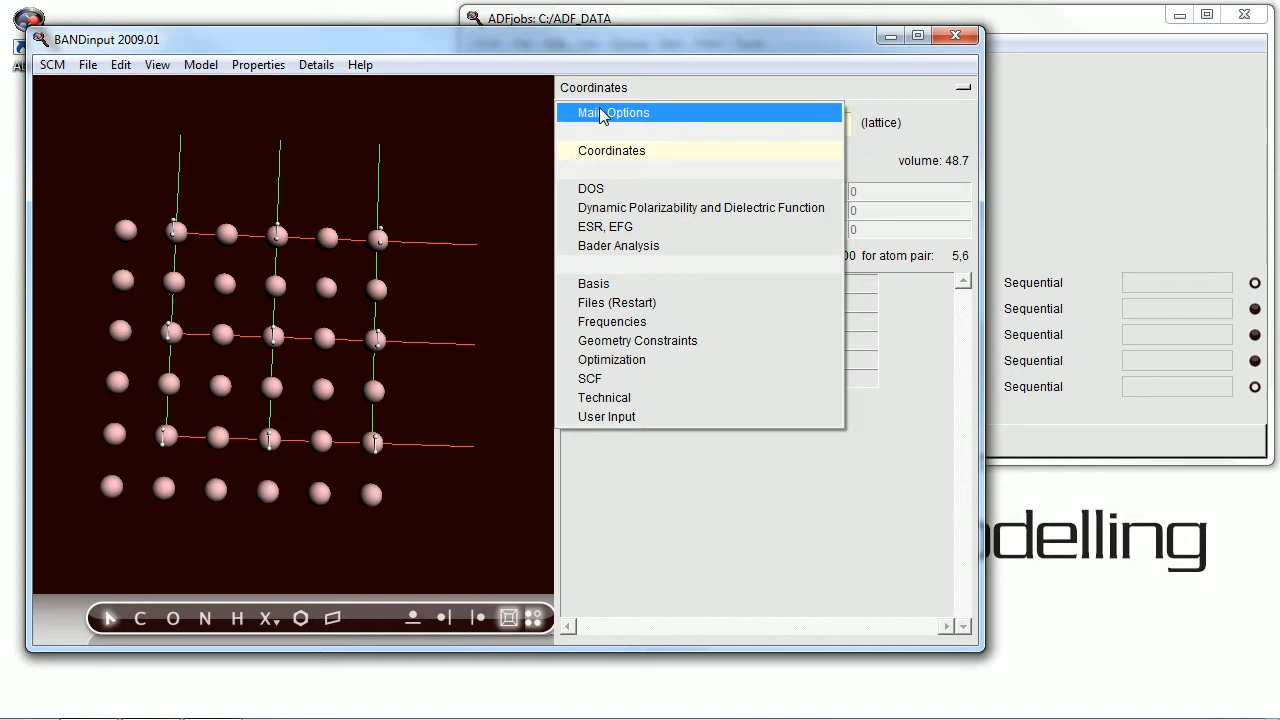 ADFjobs: C:/ADF_DATA
BANDinput 2009.01
SCM File Edit View Model Properties Details Help
Coordinates
Main Options
(lattice)
Coordinates
volume: 48.7
DOS
0
Dynamic Polarizability and Dielectric Function
0
ESR, EFG
0
Bader Analysis
00 for atom pair: 5,6
Basis
Sequential
Files (Restart)
Sequential
Frequencies
Sequential
Geometry Constraints
Sequential
Optimization
SCF
Sequential
Technical
User Input
odelling
C O N H X